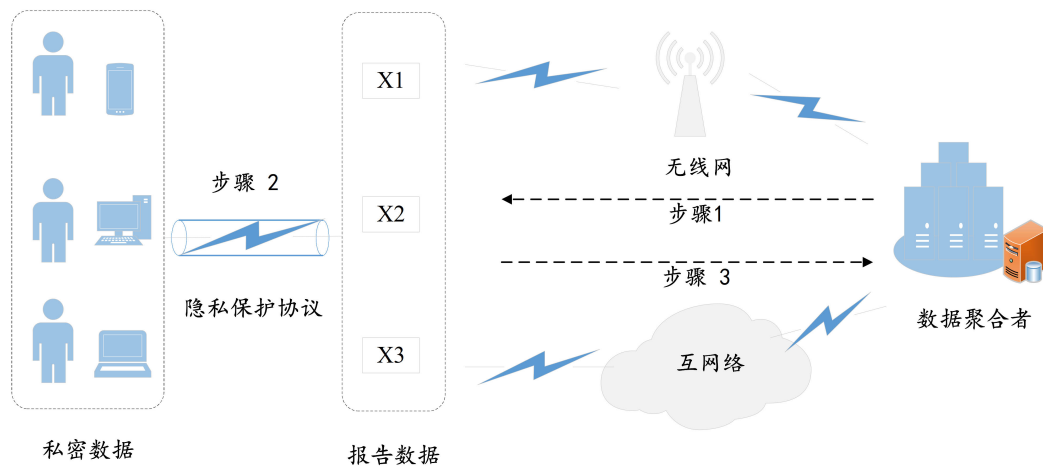 X1
无线网
步骤 2
步骤1
X2
步骤 3
隐私保护协议
数据聚合者
X3
互网络
私密数据
报告数据